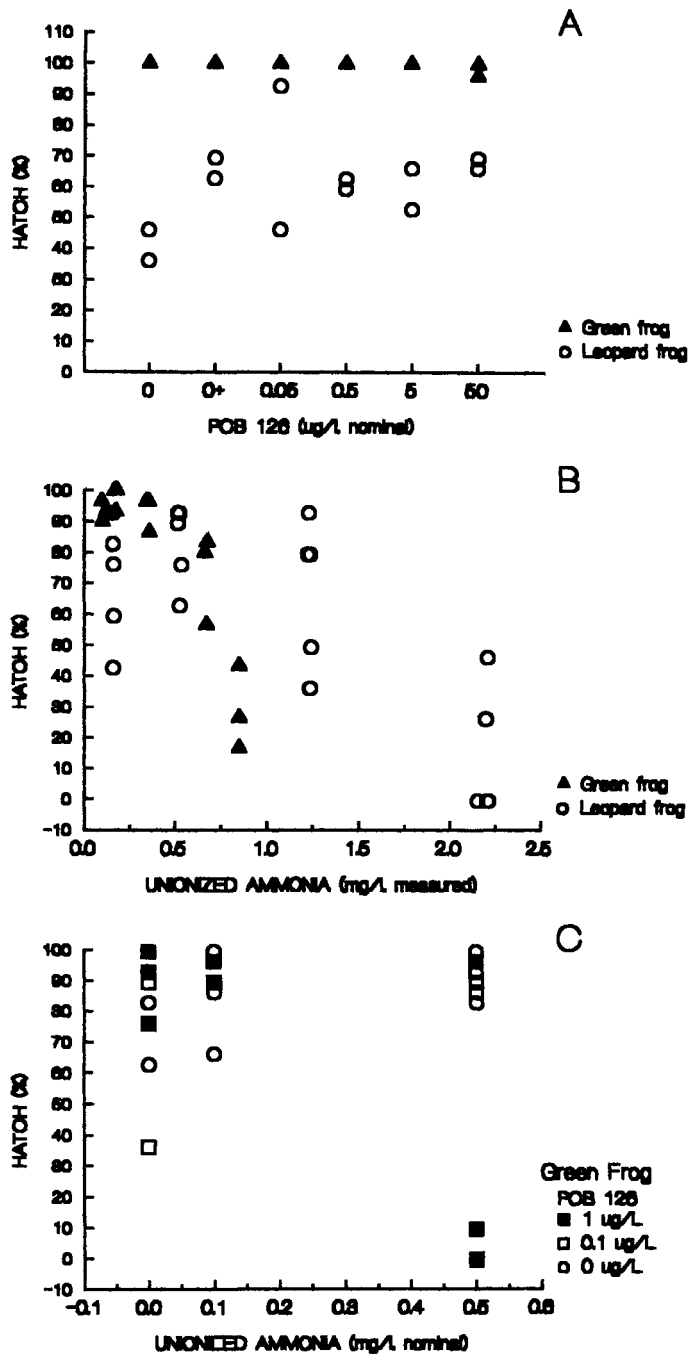 A
HATCH (%)
100
90
80
70
60
50
40
30
20
10
0
0 0+ 0.05 0.5 5 50
PCB 126 (ug/L nominal)
Green frog
Leopard frog
B
HATCH (%)
100
90
80
70
60
50
40
30
20
10
0
-10
0.0 0.5 1.0 1.5 2.0 2.5
UNIONIZED AMMONIA (mg/L measured)
Green frog
Leopard frog
C
HATCH (%)
100
90
80
70
60
50
40
30
20
10
0
-10
-0.1 0.0 0.1 0.2 0.3 0.4 0.5 0.6
UNIONIZED AMMONIA (mg/L nominal)
Green Frog
PCB 126
1 ug/L
0.1 ug/L
0 ug/L